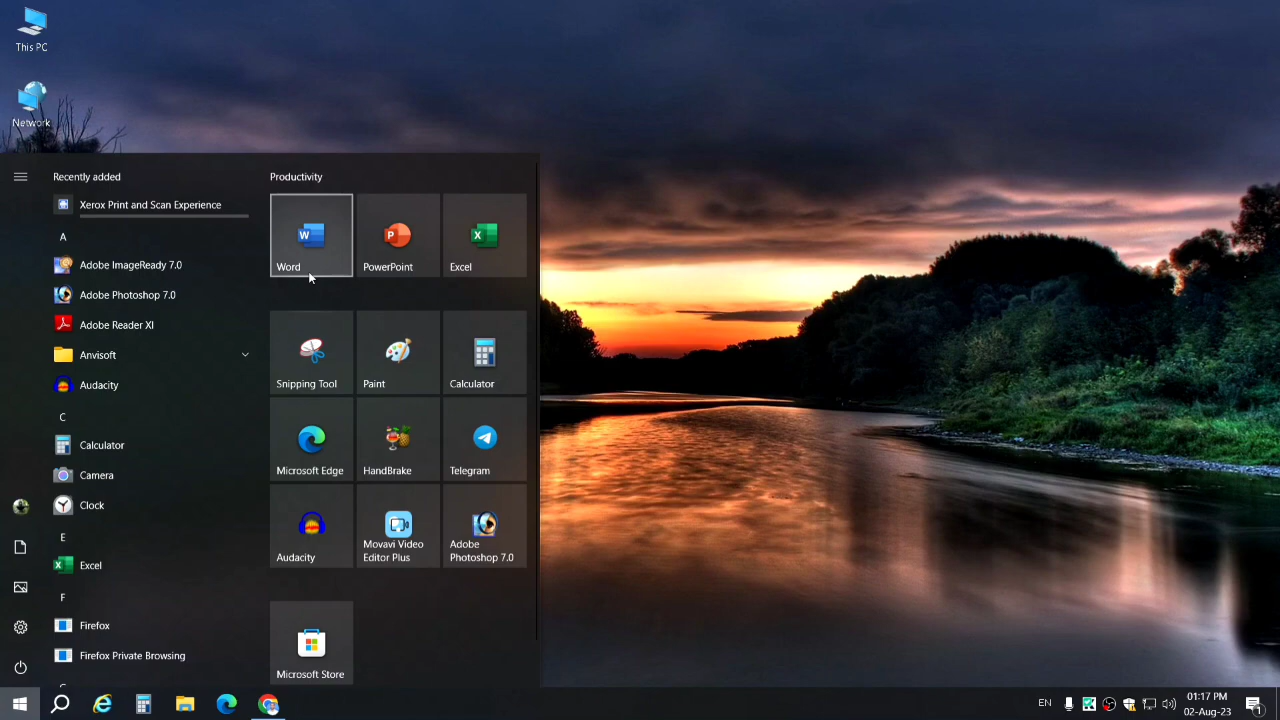 This PC
Network
Recently added
Xerox Print and Scan Experience
A
Adobe ImageReady 7.0
Adobe Photoshop 7.0
Adobe Reader XI
Anvisoft
Audacity
C
Calculator
Camera
Clock
E
Excel
F
Firefox
Firefox Private Browsing
Productivity
Word
PowerPoint
Excel
Snipping Tool
Paint
Calculator
Microsoft Edge
HandBrake
Telegram
Audacity
Movavi Video
Editor Plus
Adobe
Photoshop 7.0
Microsoft Store
EN
01:17 PM
02-Aug-23
1